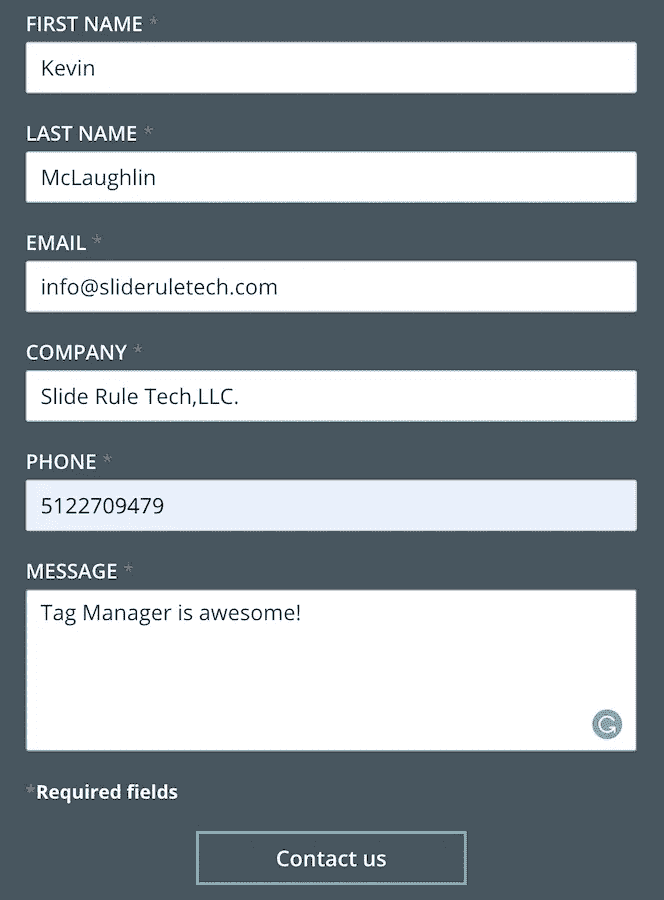 FIRST NAME *
Kevin
LAST NAME *
McLaughlin
EMAIL *
info@slideruletech.com
COMPANY *
Slide Rule Tech,LLC.
PHONE *
5122709479
MESSAGE *
Tag Manager is awesome!
*Required fields
Contact us